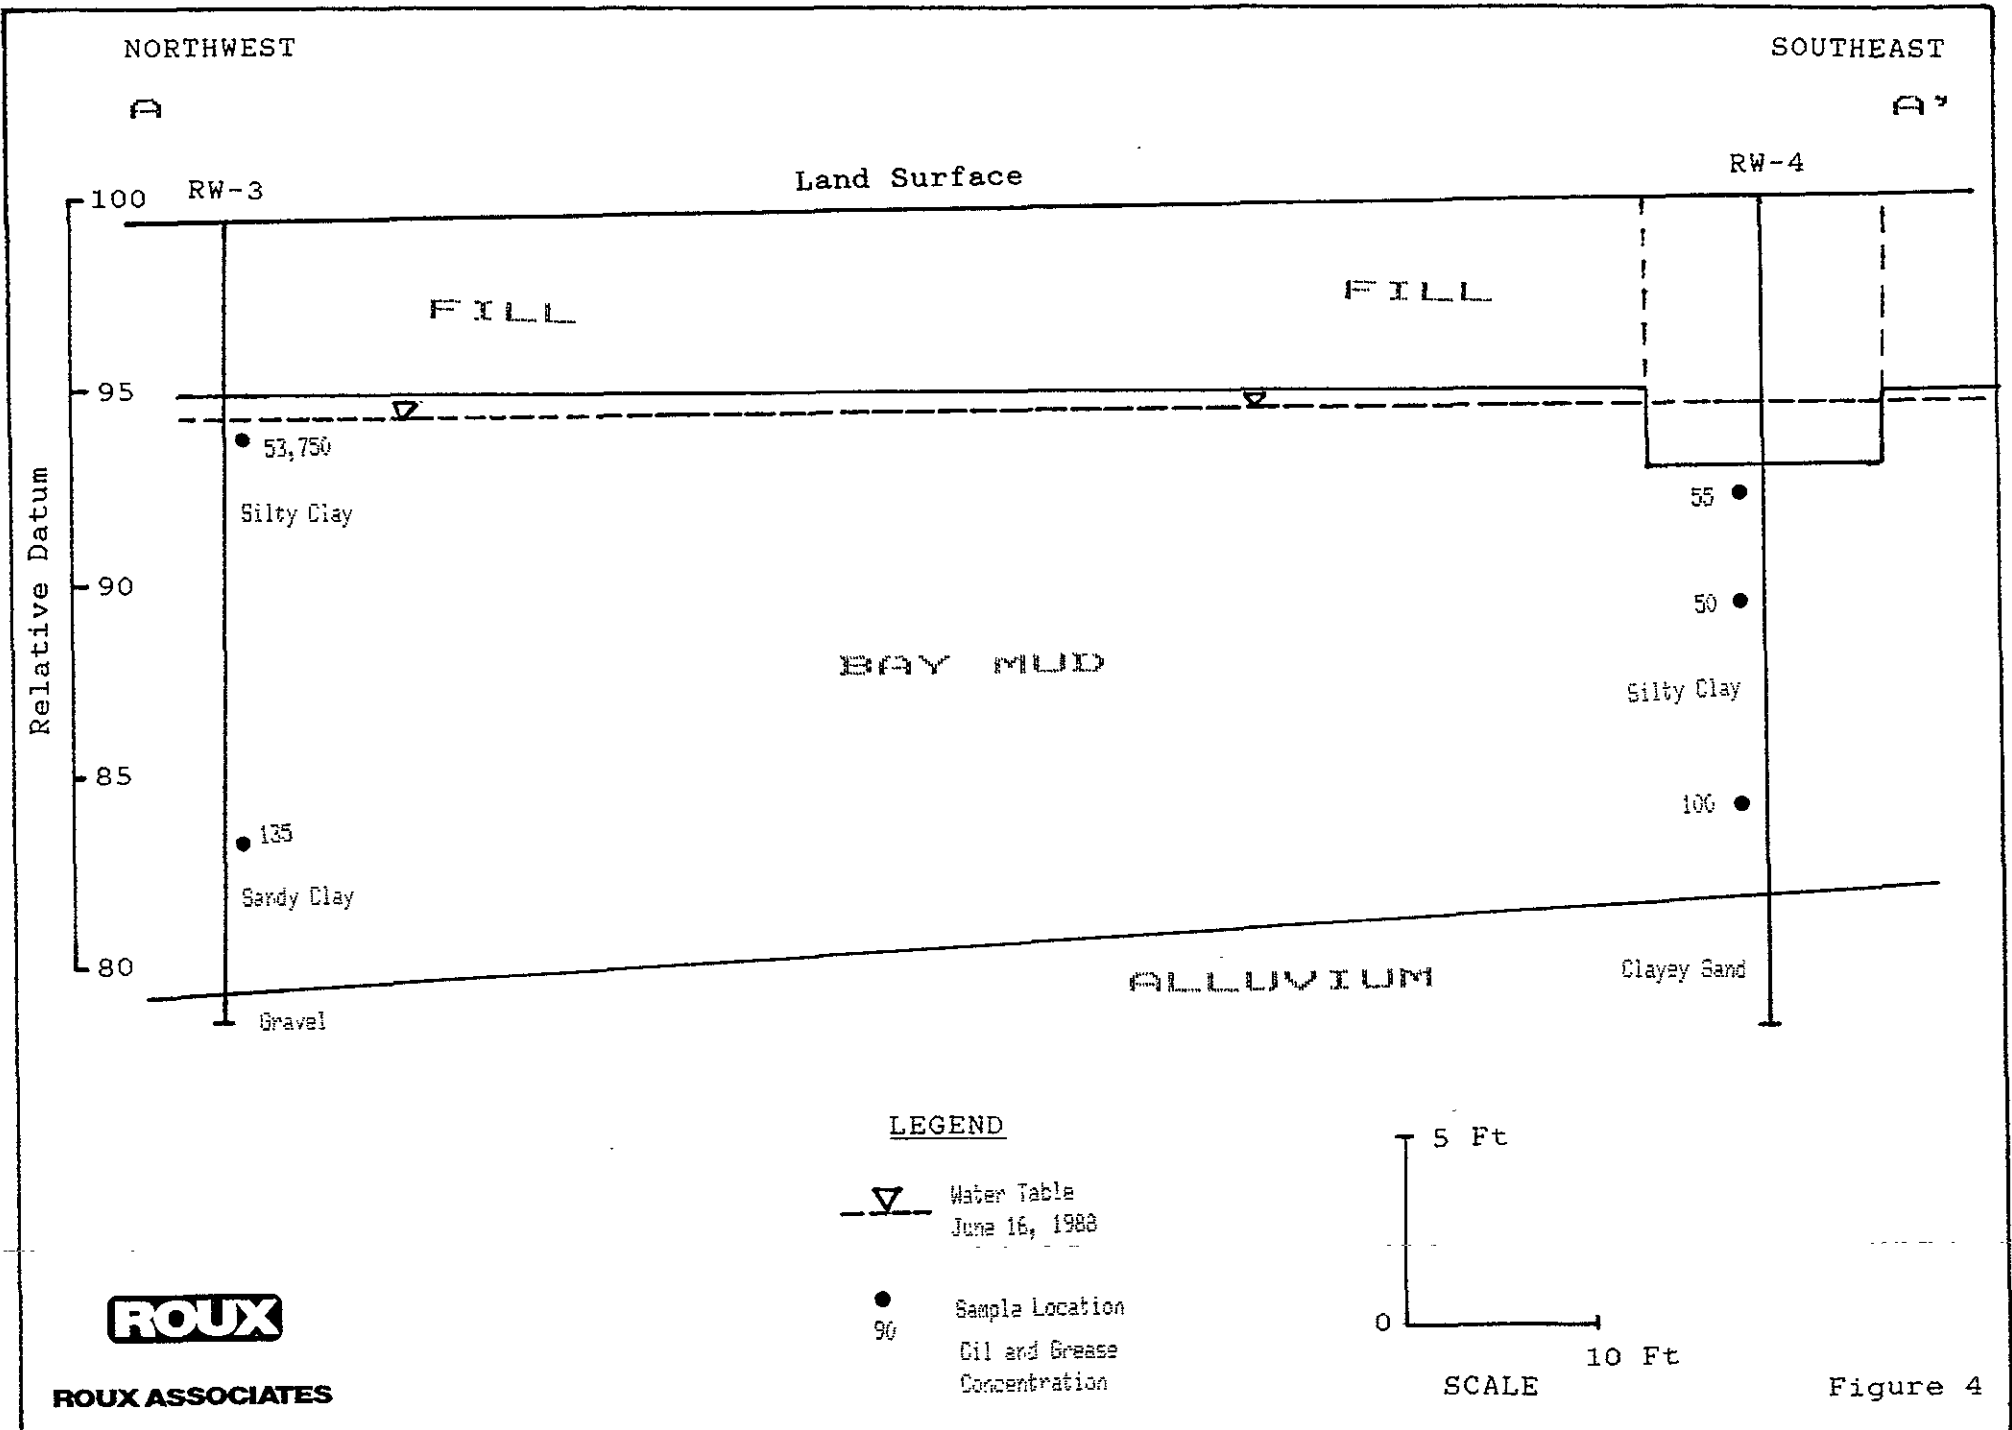 NORTHWEST
SOUTHEAST
A
A'
RW-3
Land Surface
RW-4
100
FILL
FILL
95
53,750
Silty Clay
55
90
50
Relative Datum
BAY MUD
Silty Clay
85
100
135
Sandy Clay
80
ALLUVIUM
Clayey Sand
Gravel
LEGEND
5 Ft
Water Table
June 16, 1988
Sample Location
90
Oil and Grease
Concentration
0
10 Ft
SCALE
ROUX
ROUX ASSOCIATES
Figure 4